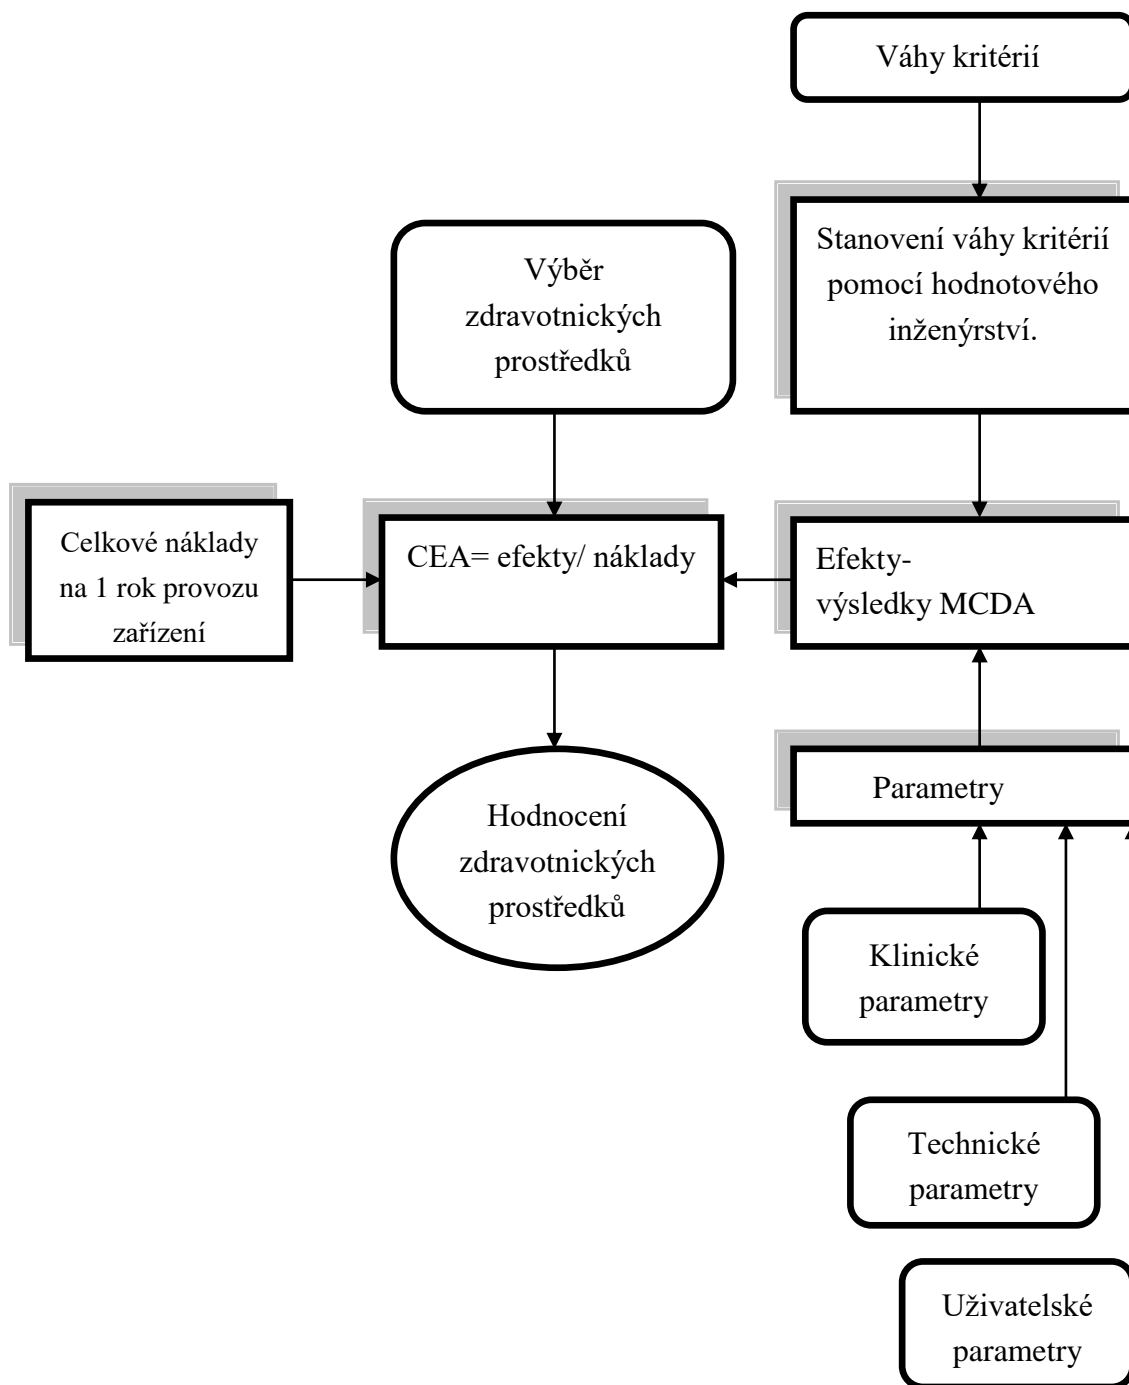 Váhy kritérií
Stanovení váhy kritérií
pomocí hodnotového
inženýrství.
Výběr
zdravotnických
prostředků
Celkové náklady
na 1 rok provozu
zařízení
CEA= efekty/ náklady
Efekty-
výsledky MCDA
Parametry
Hodnocení
zdravotnických
prostředků
Klinické
parametry
Technické
parametry
Uživatelské
parametry